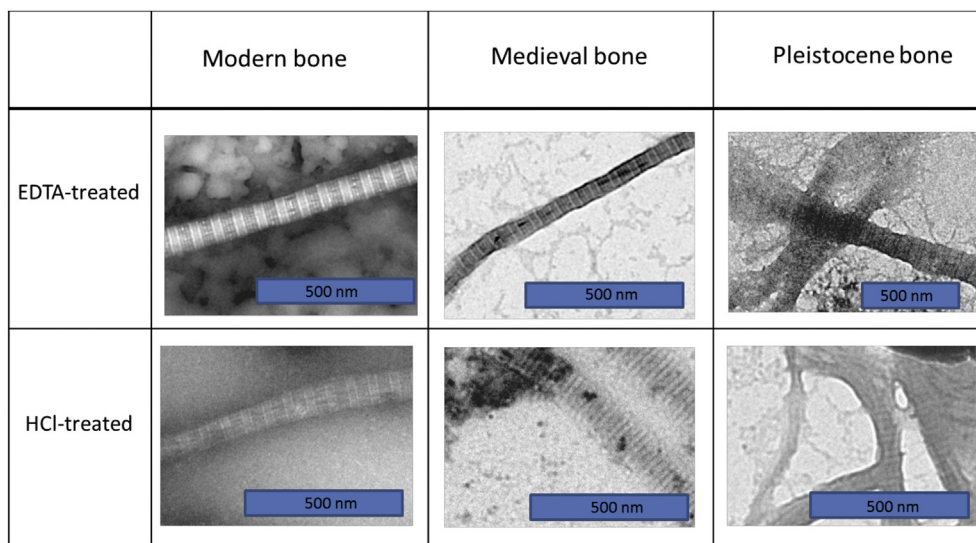 Modern bone
Medieval bone
Pleistocene bone
EDTA-treated
500 nm
500 nm
500 nm
HCl-treated
500 nm
500 nm
500 nm